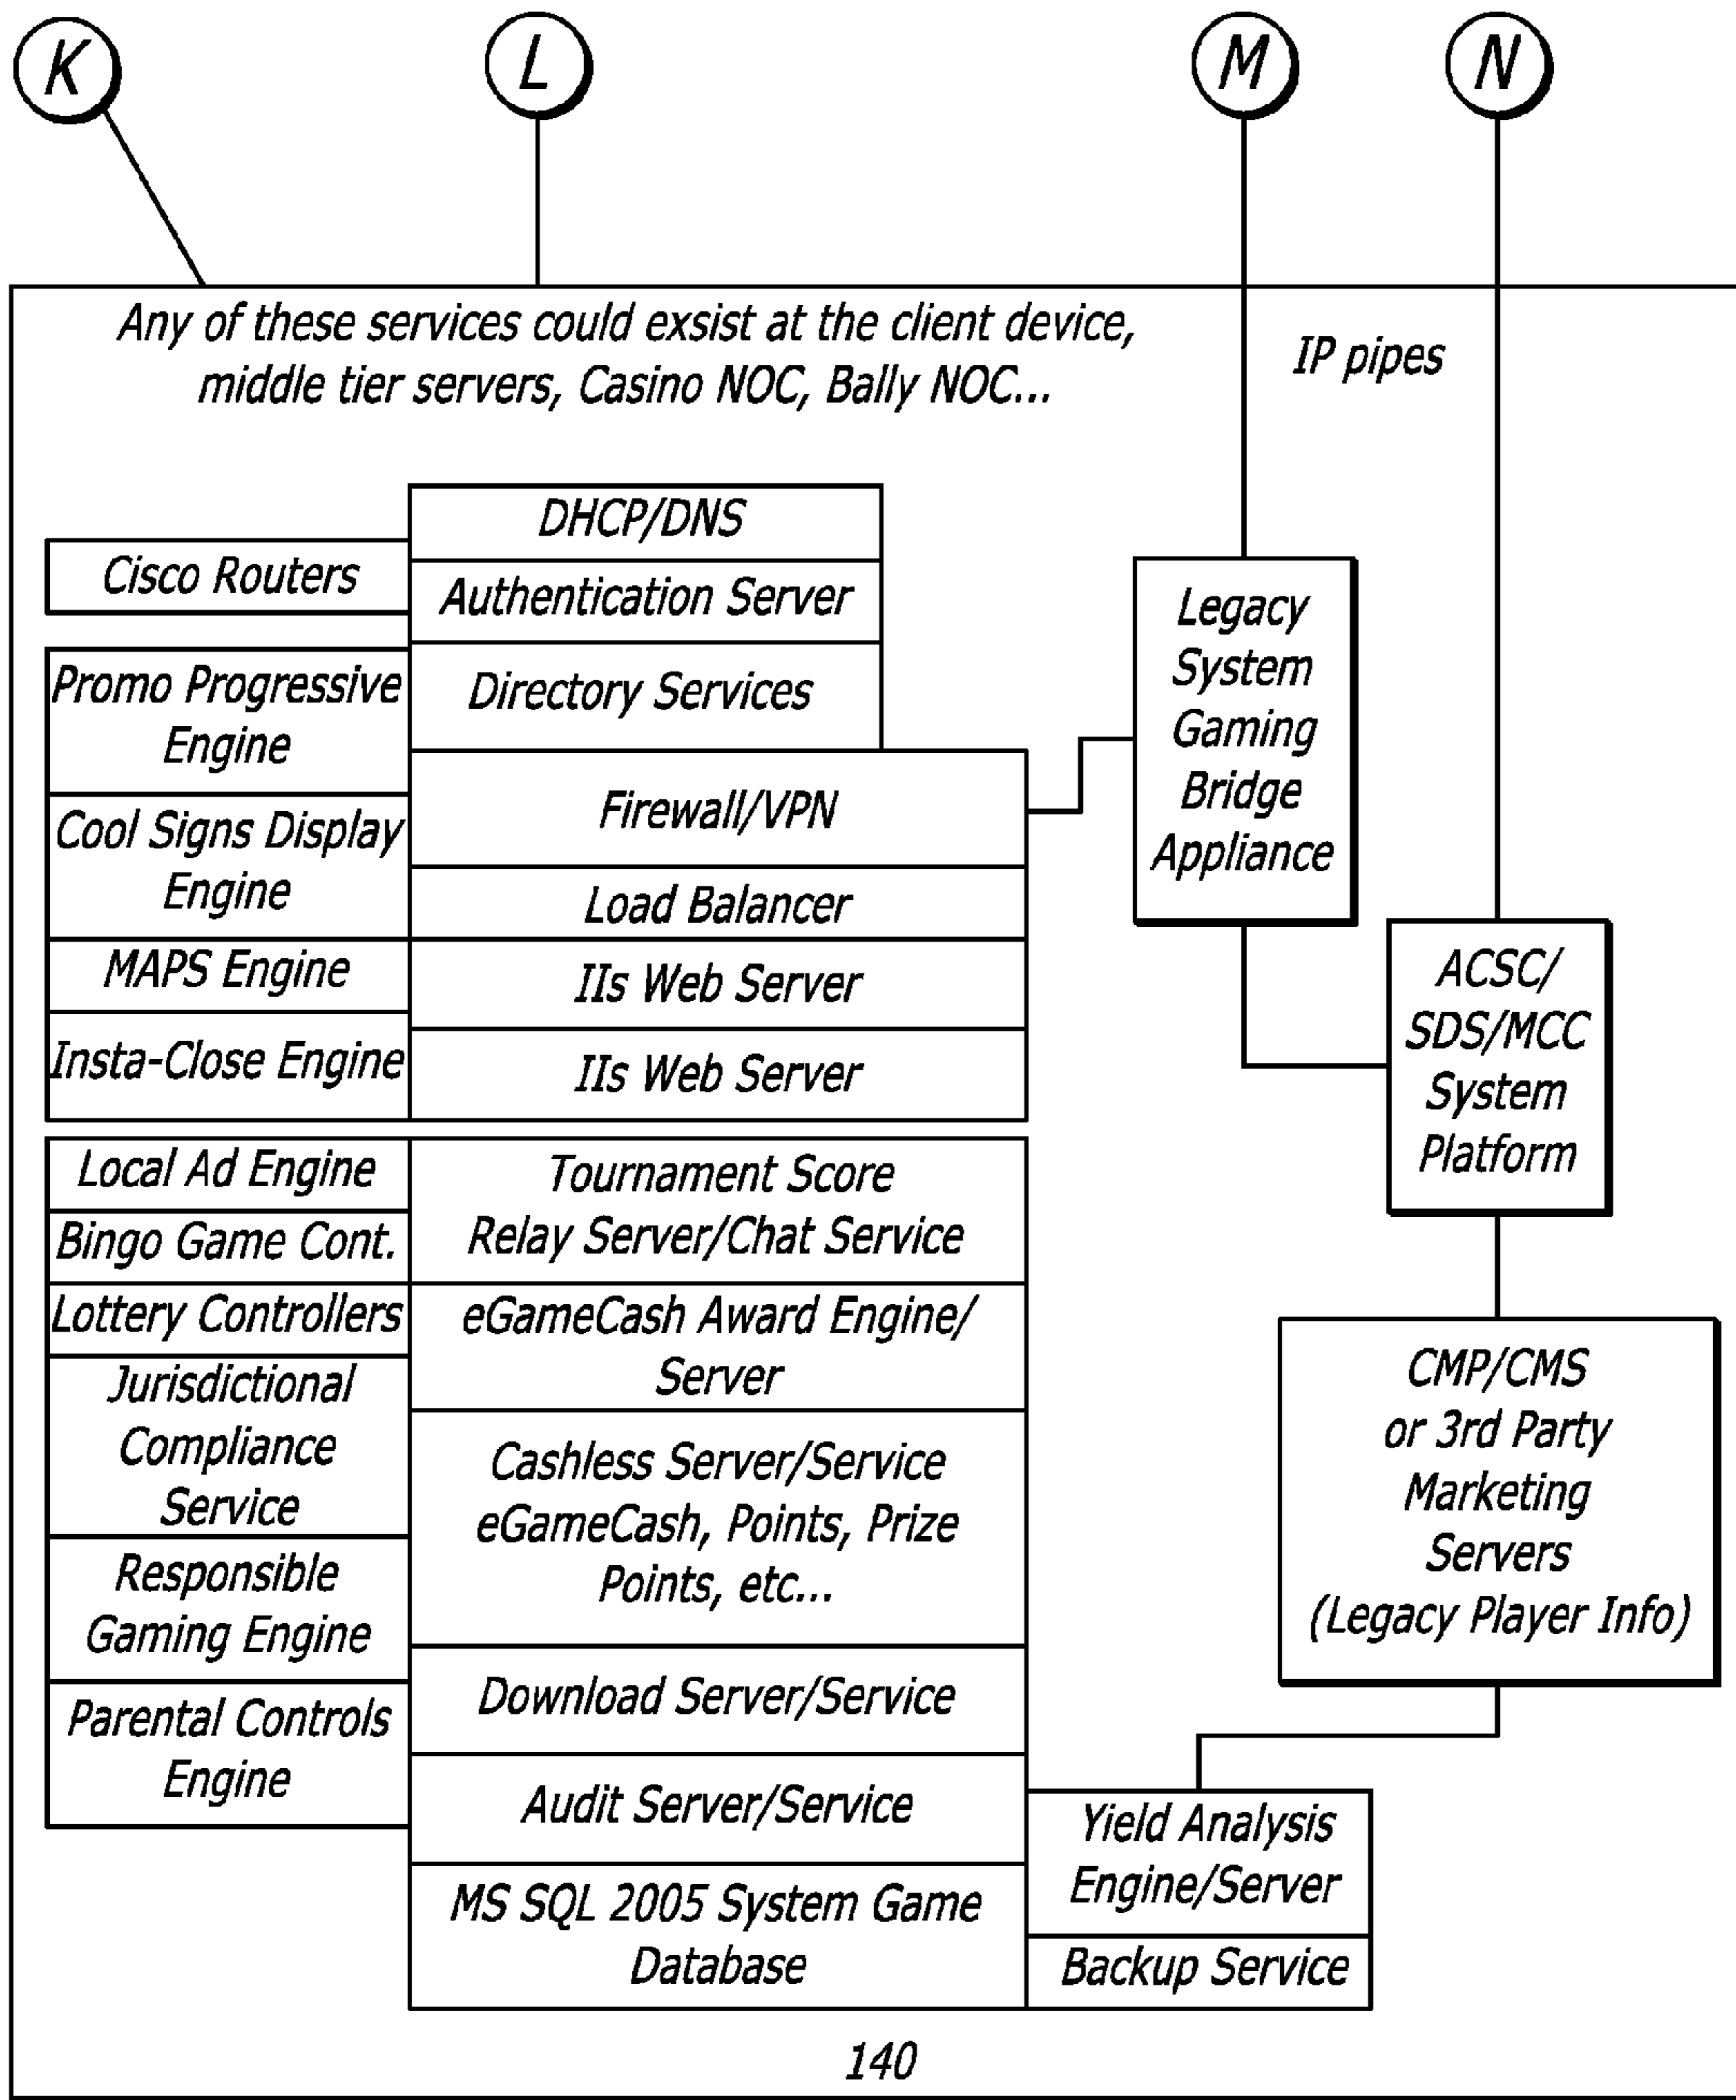 K
L
M
N
Any of these services could exsist at the client device,
middle tier servers, Casino NOC, Bally NOC...
IP pipes
Cisco Routers
Promo Progressive
Engine
Cool Signs Display
Engine
MAPS Engine
Insta-Close Engine
DHCP/DNS
Authentication Server
Directory Services
Firewall/VPN
Load Balancer
IIs Web Server
IIs Web Server
Local Ad Engine
Bingo Game Cont.
Lottery Controllers
Jurisdictional
Compliance
Service
Responsible
Gaming Engine
Parental Controls
Engine
Tournament Score
Relay Server/Chat Service
eGameCash Award Engine/
Server
Cashless Server/Service
eGameCash, Points, Prize
Points, etc...
Download Server/Service
Audit Server/Service
MS SQL 2005 System Game
Database
Legacy
System
Gaming
Bridge
Appliance
ACSC/
SDS/MCC
System
Platform
CMP/CMS
or 3rd Party
Marketing
Servers
(Legacy Player Info)
Yield Analysis
Engine/Server
Backup Service
140